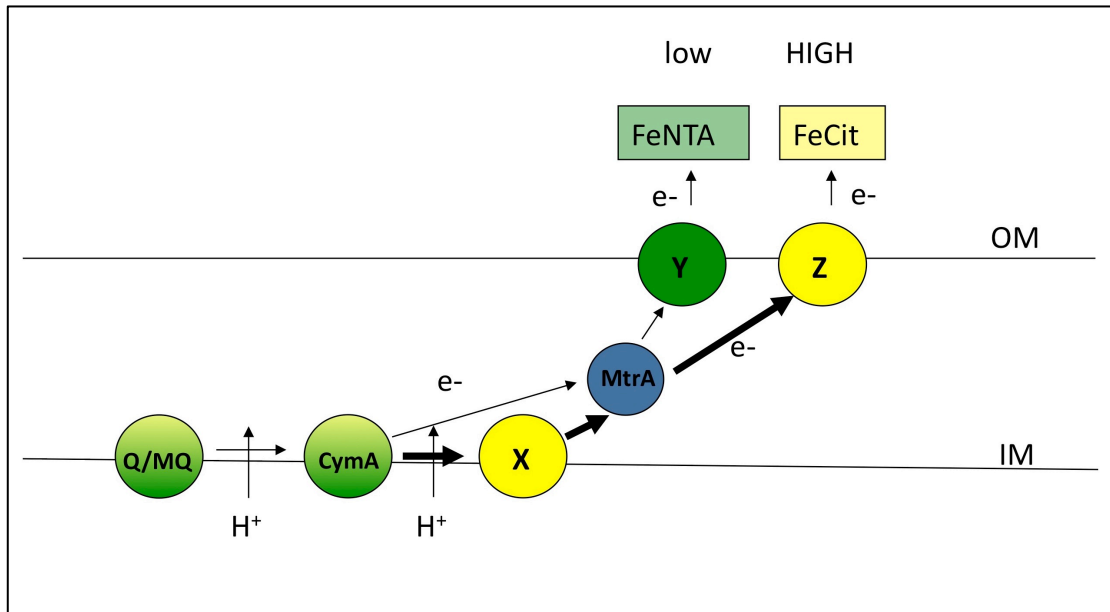 low HIGH
FeNTA FeCit
e- e-
OM
Y Z
e-
MtrA
e-
Q/MQ CymA X
IM
H⁺ H⁺